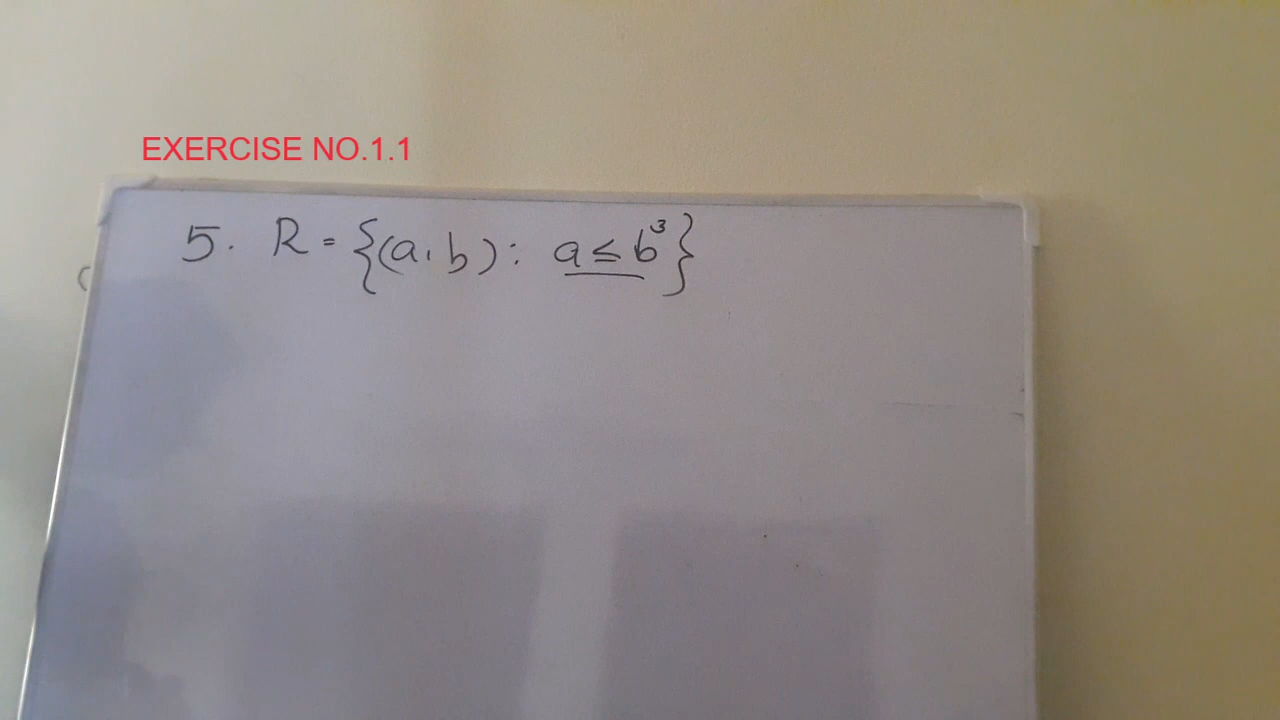 EXERCISE NO.1.1
5. R = {(a, b) : a ≤ b³}